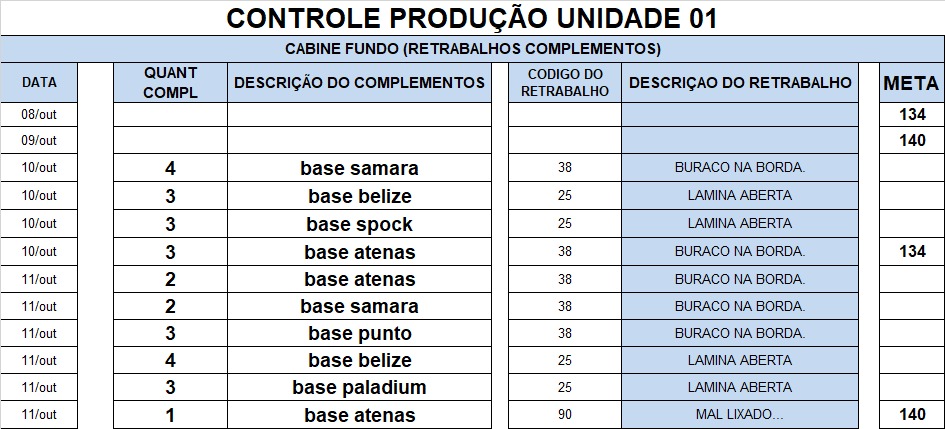 CONTROLE PRODUÇÃO UNIDADE 01
CABINE FUNDO (RETRABALHOS COMPLEMENTOS)
DATA QUANT COMPL DESCRIÇÃO DO COMPLEMENTOS CODIGO DO RETRABALHO DESCRIÇAO DO RETRABALHO META
08/out 134
09/out 140
10/out 4 base samara 38 BURACO NA BORDA.
10/out 3 base belize 25 LAMINA ABERTA
10/out 3 base spock 25 LAMINA ABERTA
10/out 3 base atenas 38 BURACO NA BORDA. 134
11/out 2 base atenas 38 BURACO NA BORDA.
11/out 2 base samara 38 BURACO NA BORDA.
11/out 3 base punto 38 BURACO NA BORDA.
11/out 4 base belize 25 LAMINA ABERTA
11/out 3 base paladium 25 LAMINA ABERTA
11/out 1 base atenas 90 MAL LIXADO... 140